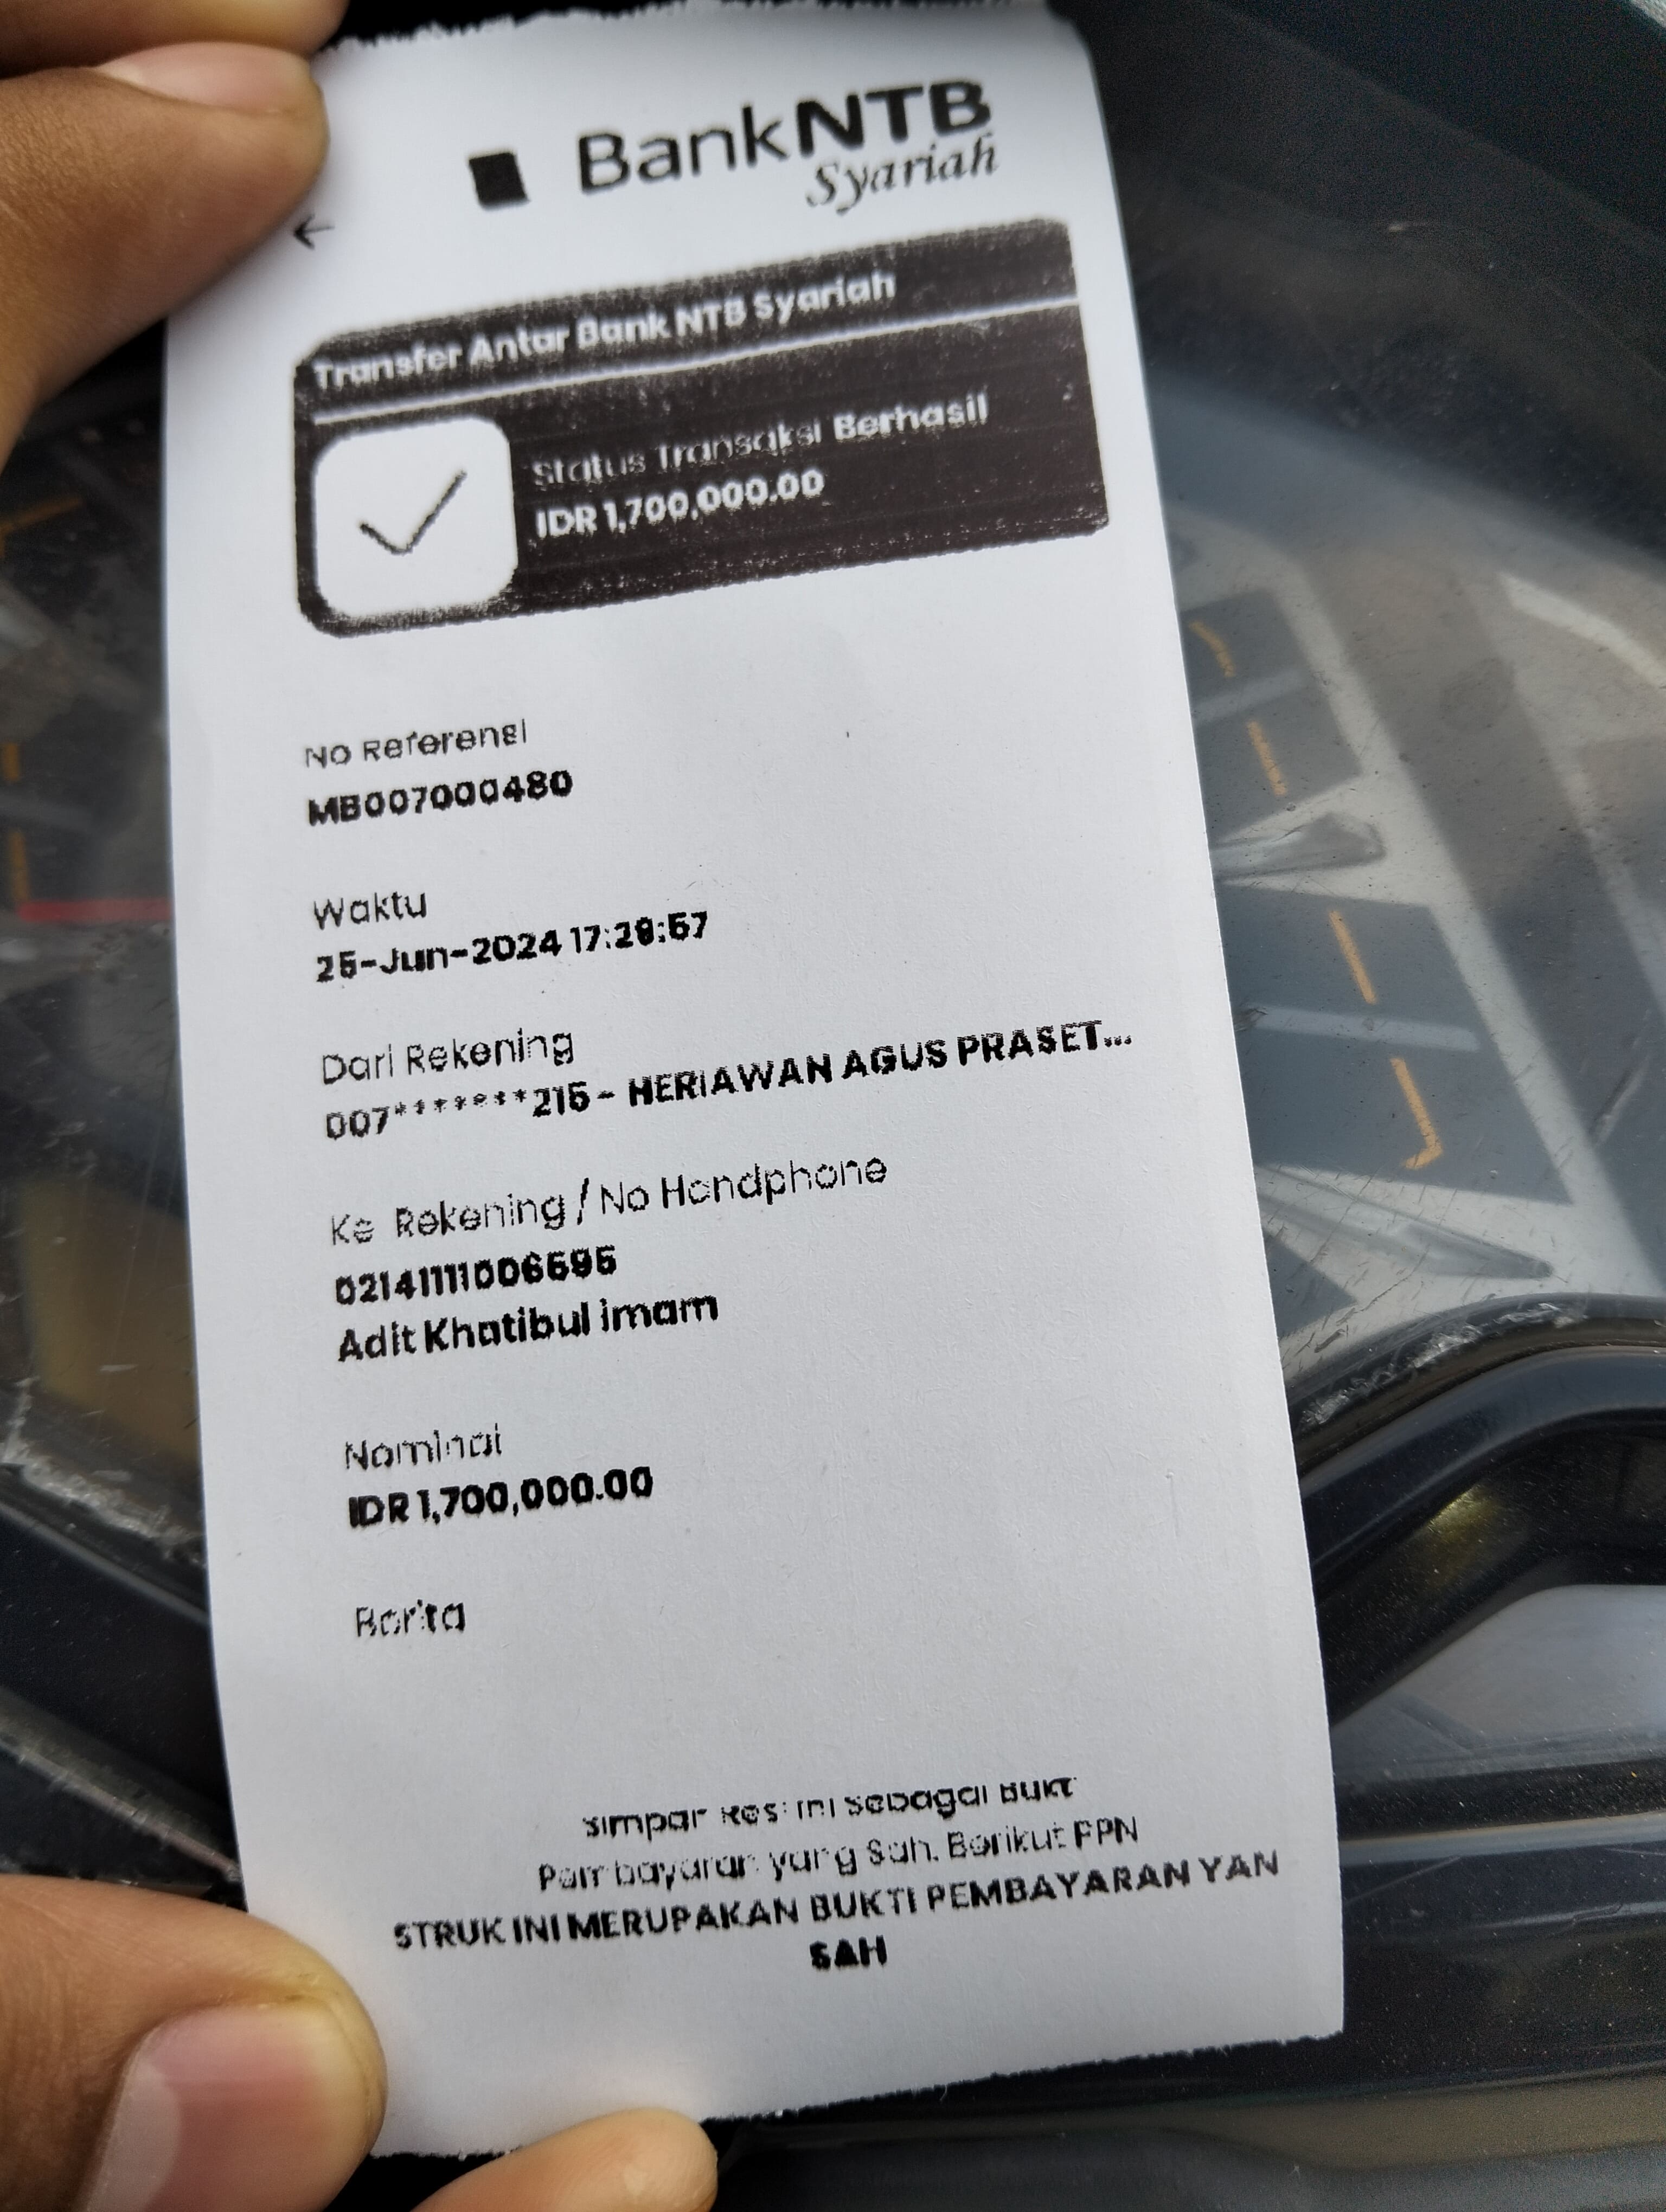 BankNTB
Syariah
←
Transfer Antar Bank NTB Syariah
Status Transaksi Berhasil
IDR 1,700,000.00
No Referensi
MB007000480
Waktu
25-Jun-2024 17:29:57
Dari Rekening
007*******215 - HERIAWAN AGUS PRASET...
Ke Rekening / No Handphone
02141111006595
Adit Khatibul imam
Nominal
IDR 1,700,000.00
Berita
Simpan Resi ini sebagai Bukti
Pembayaran yang Sah. Berikut PPN
STRUK INI MERUPAKAN BUKTI PEMBAYARAN YAN
SAH